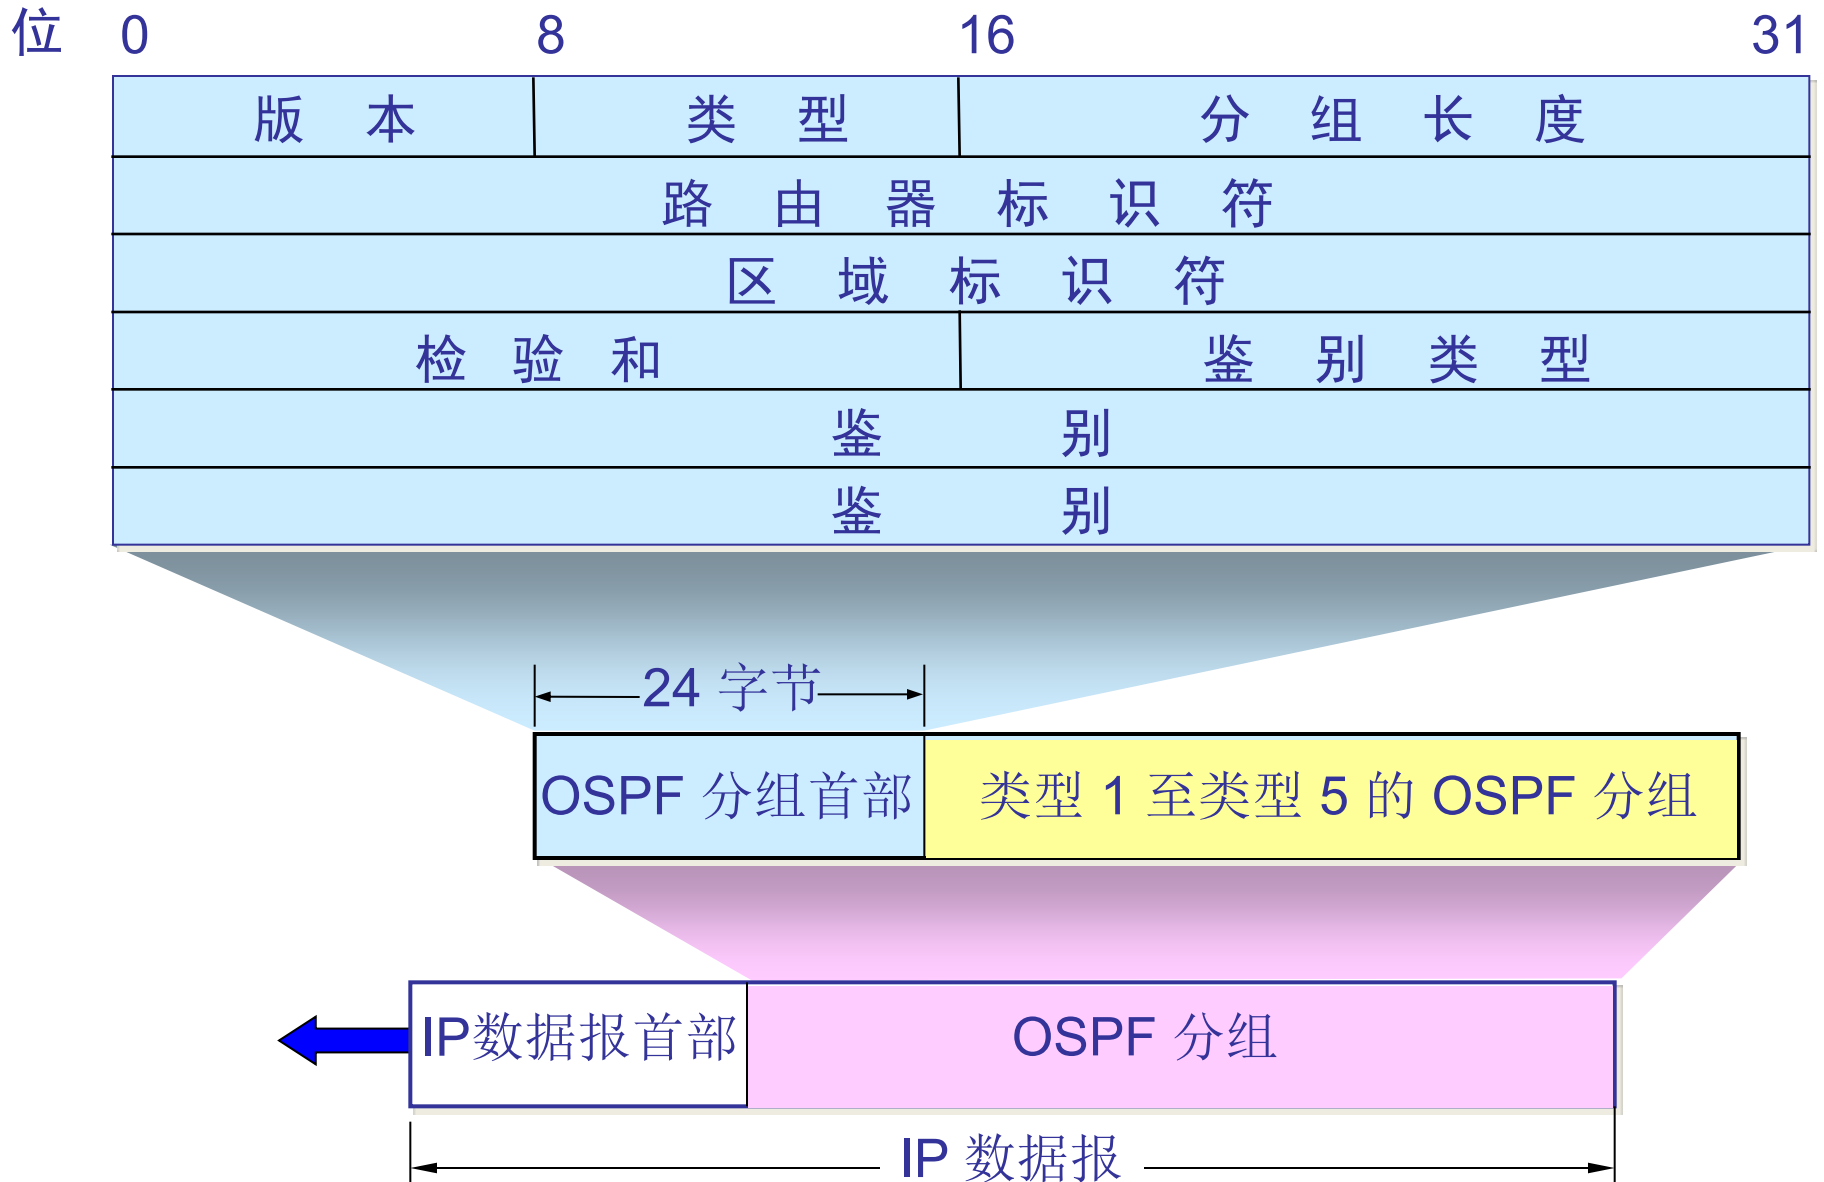 位 0 8 16 31
版 本 类 型 分 组 长 度
路 由 器 标 识 符
区 域 标 识 符
检 验 和 鉴 别 类 型
鉴 别
鉴 别
24 字节
OSPF 分组首部 类型 1 至类型 5 的 OSPF 分组
IP数据报首部 OSPF 分组
IP 数据报